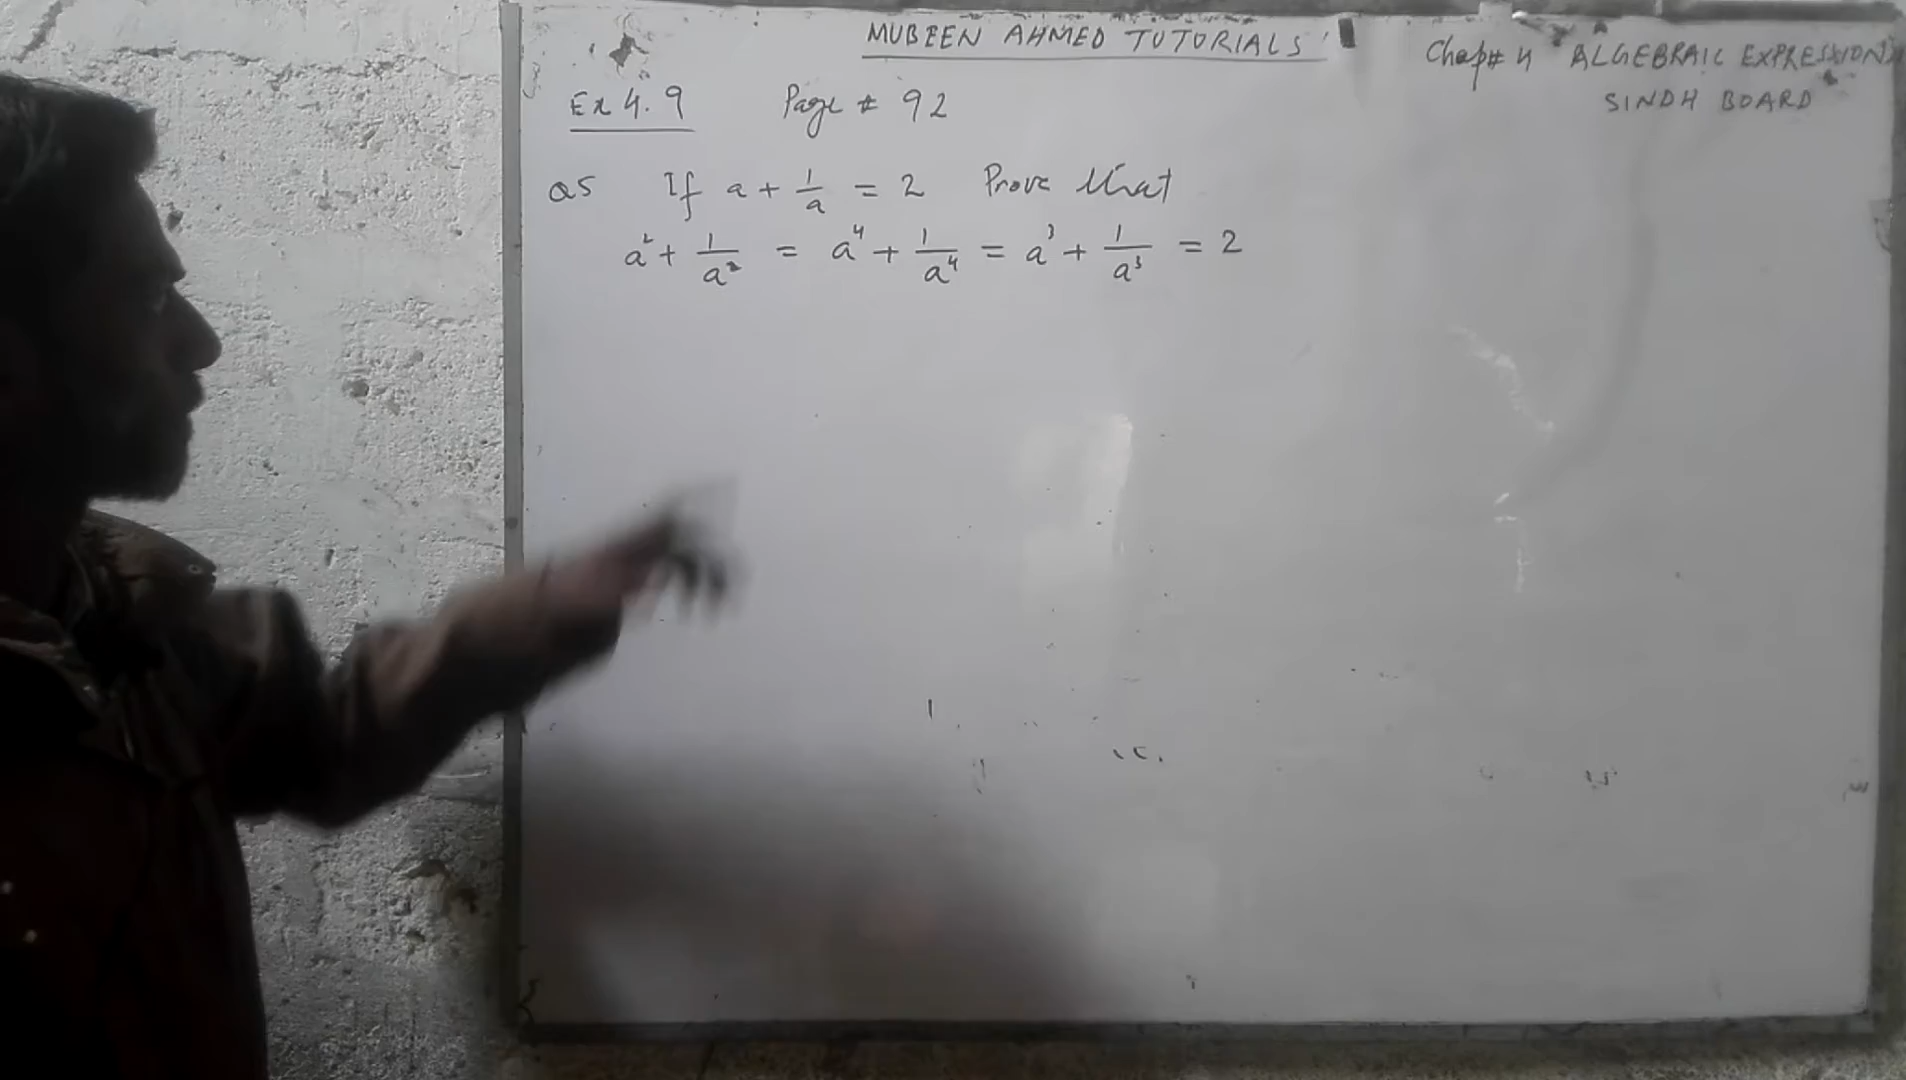 MUBEEN AHMED TUTORIALS
Chap# 4 ALGEBRAIC EXPRESSIONS
SINDH BOARD
Ex 4.9 Page # 92
Q5 If a + 1/a = 2 Prove that
a² + 1/a² = a⁴ + 1/a⁴ = a³ + 1/a³ = 2